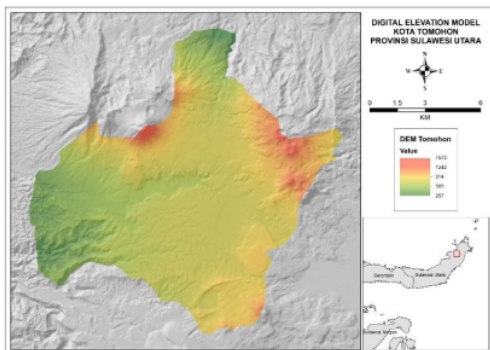 DIGITAL ELEVATION MODEL
KOTA TOMOHON
PROVINSI SULAWESI UTARA
N
W
E
S
0 1.5 3 6
KM
DEM Tomohon
Value
Gorontalo
Sulawesi Utara